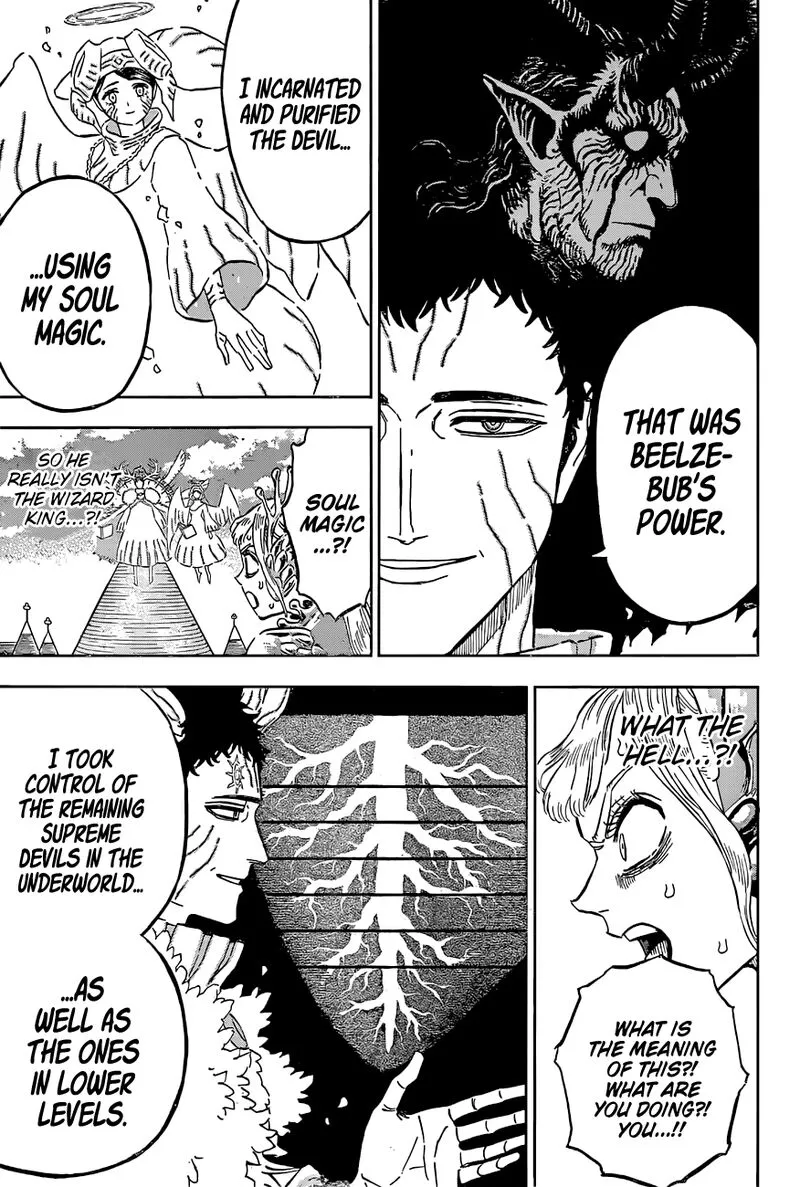 THAT WAS
BEELZE-
BUB'S
POWER.
I INCARNATED
AND PURIFIED
THE DEVIL...
...USING
MY SOUL
MAGIC.
SOUL
MAGIC
...?!
SO HE
REALLY ISN'T
THE WIZARD
KING...?!
WHAT THE
HELL...?!
WHAT IS
THE MEANING
OF THIS?!
WHAT ARE
YOU DOING?!
YOU...!!
I TOOK
CONTROL OF
THE REMAINING
SUPREME
DEVILS IN THE
UNDERWORLD...
...AS
WELL AS
THE ONES
IN LOWER
LEVELS.